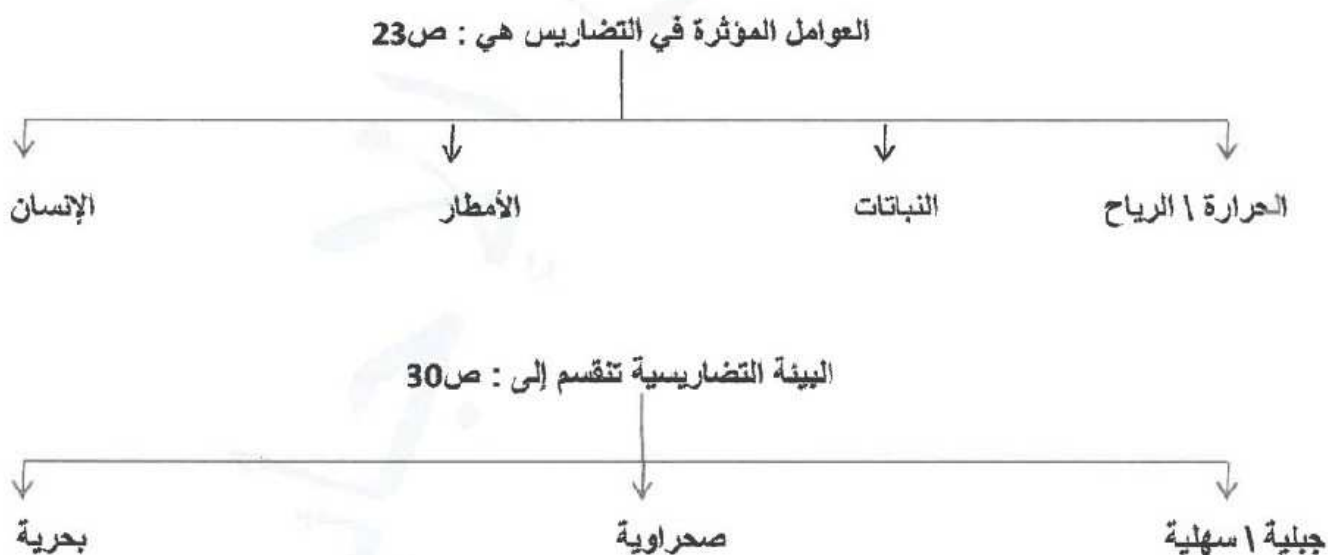 العوامل المؤثرة في التضاريس هي : ص23
الحرارة \ الرياح النباتات الأمطار الإنسان
البيئة التضاريسية تنقسم إلى : ص30
جبلية \ سهلية صحراوية بحرية